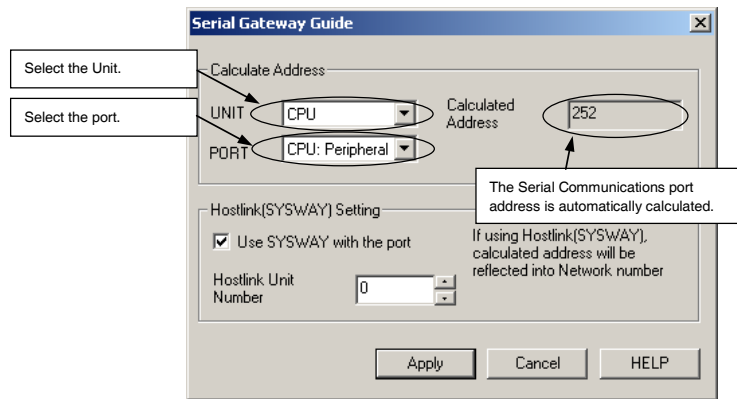 Serial Gateway Guide
Select the Unit.
Calculate Address
UNIT
CPU
Calculated
Address
252
Select the port.
PORT
CPU: Peripheral
The Serial Communications port
address is automatically calculated.
Hostlink(SYSWAY) Setting
Use SYSWAY with the port
If using Hostlink(SYSWAY),
calculated address will be
reflected into Network number
Hostlink Unit
Number
0
Apply
Cancel
HELP